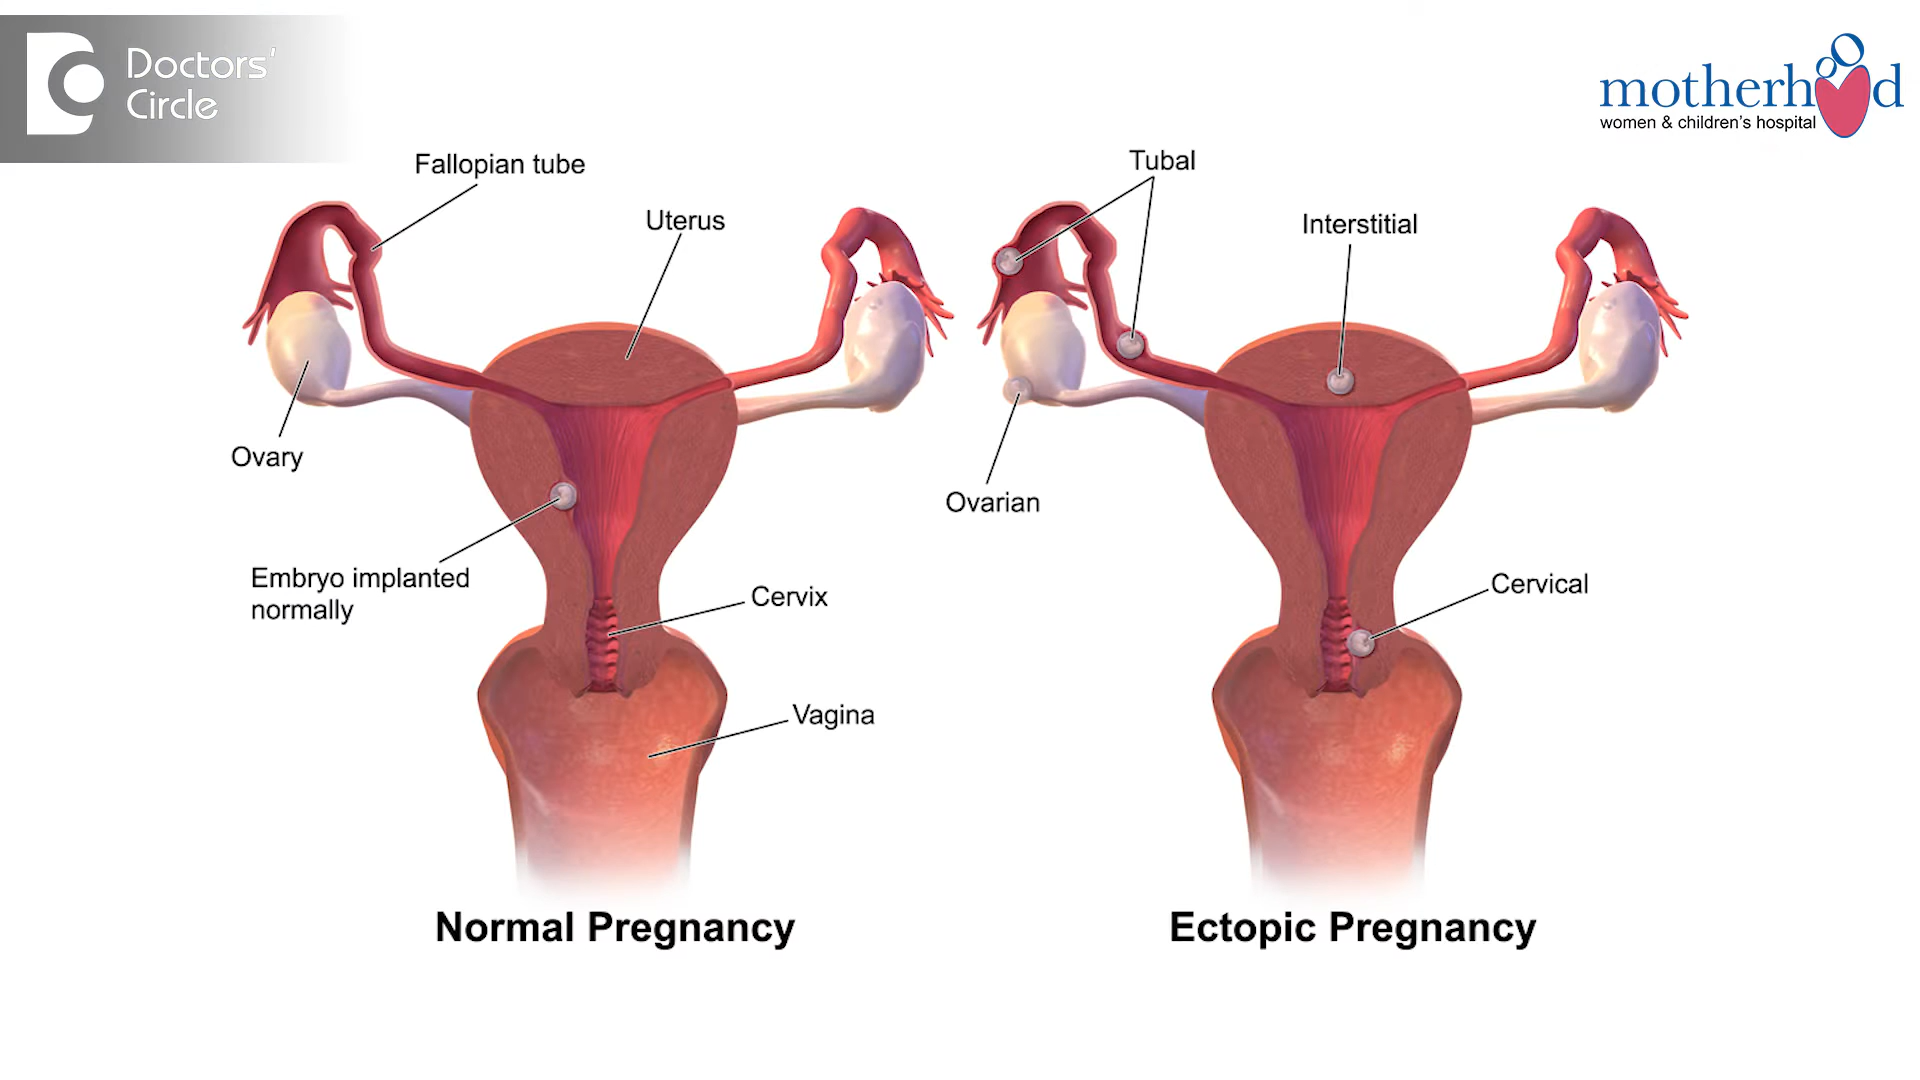 Doctors'
Circle
motherhood
women & children's hospital
Fallopian tube
Uterus
Ovary
Embryo implanted
normally
Cervix
Vagina
Normal Pregnancy
Tubal
Interstitial
Ovarian
Cervical
Ectopic Pregnancy